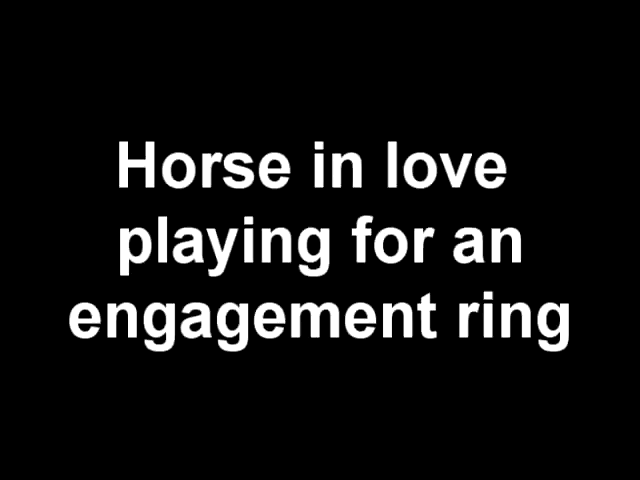 Horse in love
playing for an
engagement ring